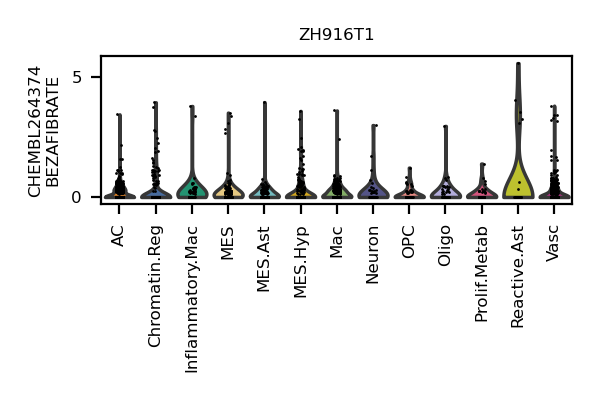 ZH916T1
CHEMBL264374
BEZAFIBRATE
5
0
AC
Chromatin.Reg
Inflammatory.Mac
MES
MES.Ast
MES.Hyp
Mac
Neuron
OPC
Oligo
Prolif.Metab
Reactive.Ast
Vasc